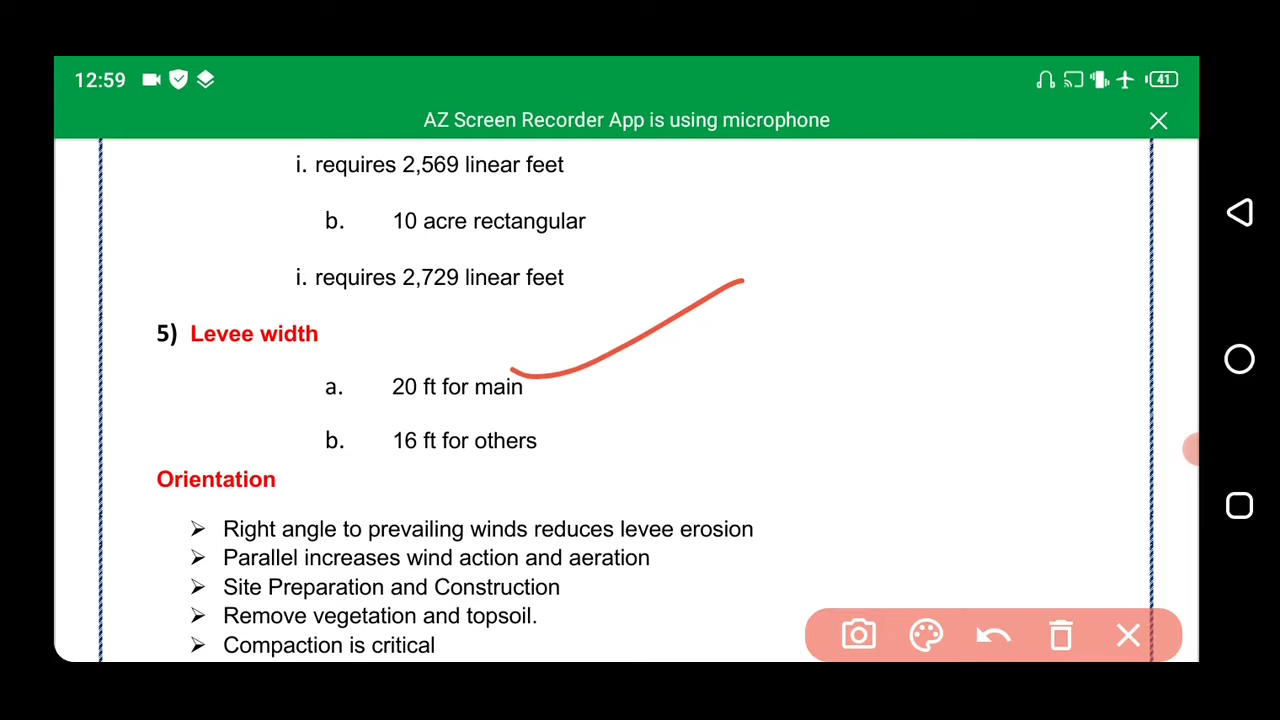 12:59
41
AZ Screen Recorder App is using microphone
i. requires 2,569 linear feet
b. 10 acre rectangular
i. requires 2,729 linear feet
5) Levee width
a. 20 ft for main
b. 16 ft for others
Orientation
➢ Right angle to prevailing winds reduces levee erosion
➢ Parallel increases wind action and aeration
➢ Site Preparation and Construction
➢ Remove vegetation and topsoil.
➢ Compaction is critical